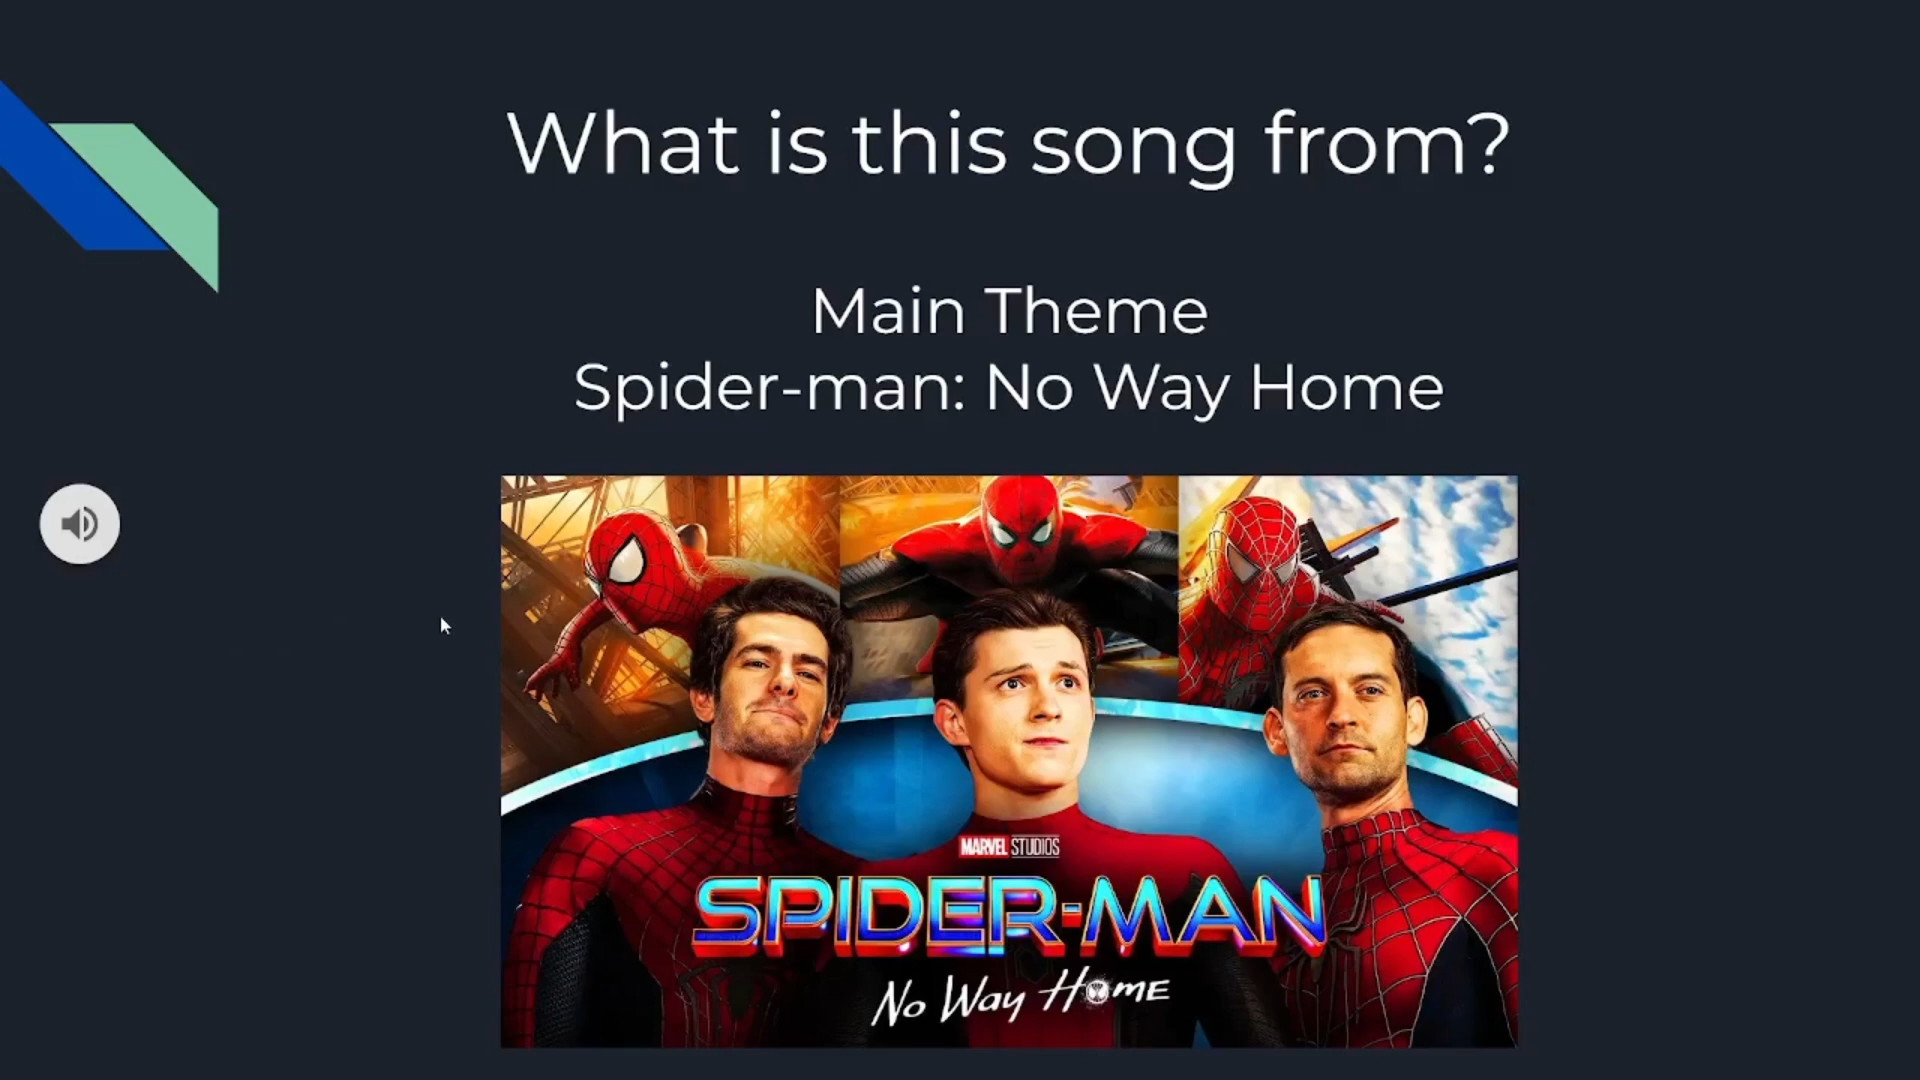 What is this song from?
Main Theme
Spider-man: No Way Home
MARVEL STUDIOS
SPIDER-MAN
No Way Home